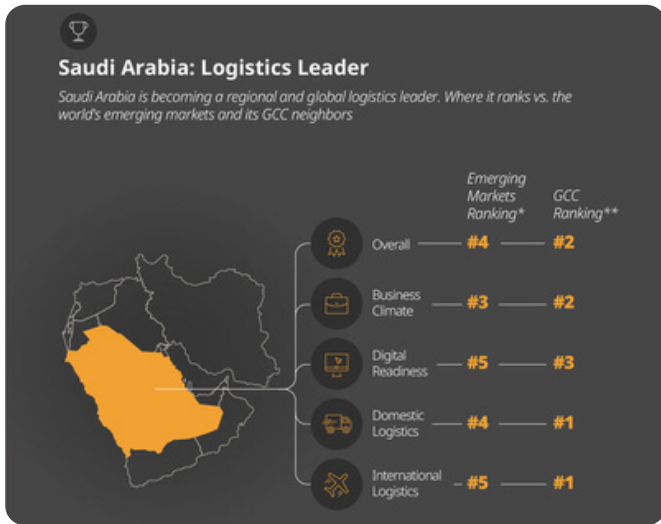 Saudi Arabia: Logistics Leader
Saudi Arabia is becoming a regional and global logistics leader. Where it ranks vs. the
world's emerging markets and its GCC neighbors
Emerging
Markets
Ranking*
GCC
Ranking**
Overall #4 #2
Business
Climate #3 #2
Digital
Readiness #5 #3
Domestic
Logistics #4 #1
International
Logistics #5 #1